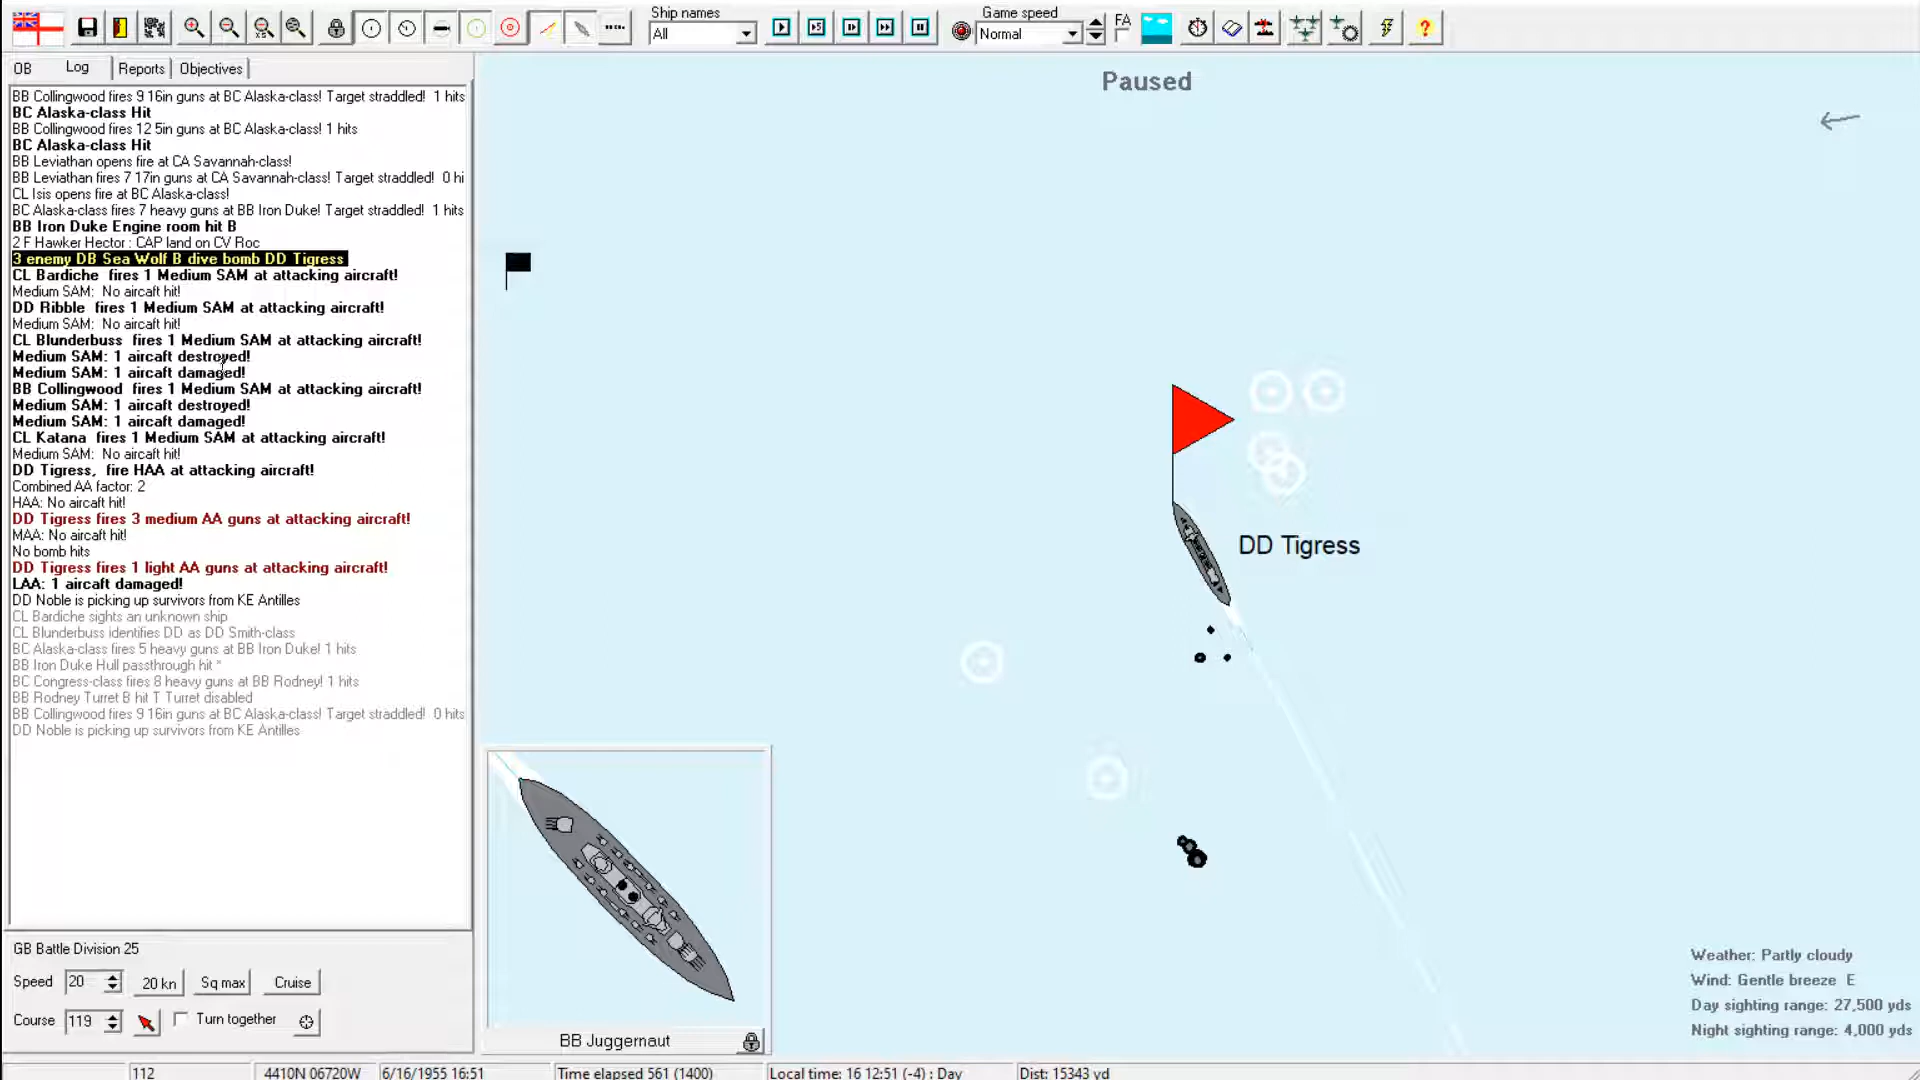 Ship names
Game speed
All
Normal
FA
OB
Log
Reports
Objectives
Paused
BB Collingwood fires 9 16in guns at BC Alaska-class! Target straddled!  1 hits
BC Alaska-class Hit
BB Collingwood fires 12 5in guns at BC Alaska-class! 1 hits
BC Alaska-class Hit
BB Leviathan opens fire at CA Savannah-class!
BB Leviathan fires 7 17in guns at CA Savannah-class! Target straddled!  0 hi
CL Isis opens fire at BC Alaska-class!
BC Alaska-class fires 7 heavy guns at BB Iron Duke! Target straddled!  1 hits
BB Iron Duke Engine room hit B
2 F Hawker Hector : CAP land on CV Roc
3 enemy DB Sea Wolf B dive bomb DD Tigress
CL Bardiche  fires 1 Medium SAM at attacking aircraft!
Medium SAM:  No aircaft hit!
DD Ribble  fires 1 Medium SAM at attacking aircraft!
Medium SAM:  No aircaft hit!
CL Blunderbuss  fires 1 Medium SAM at attacking aircraft!
Medium SAM: 1 aircaft destroyed!
Medium SAM: 1 aircaft damaged!
BB Collingwood  fires 1 Medium SAM at attacking aircraft!
Medium SAM: 1 aircaft destroyed!
Medium SAM: 1 aircaft damaged!
CL Katana  fires 1 Medium SAM at attacking aircraft!
Medium SAM:  No aircaft hit!
DD Tigress,  fire HAA at attacking aircraft!
Combined AA factor: 2
HAA: No aircaft hit!
DD Tigress fires 3 medium AA guns at attacking aircraft!
MAA: No aircaft hit!
No bomb hits
DD Tigress fires 1 light AA guns at attacking aircraft!
LAA: 1 aircaft damaged!
DD Noble is picking up survivors from KE Antilles
CL Bardiche sights an unknown ship
CL Blunderbuss identifies DD as DD Smith-class
BC Alaska-class fires 5 heavy guns at BB Iron Duke! 1 hits
BB Iron Duke Hull passthrough hit *
BC Congress-class fires 8 heavy guns at BB Rodney! 1 hits
BB Rodney Turret B hit T Turret disabled
BB Collingwood fires 9 16in guns at BC Alaska-class! Target straddled!  0 hits
DD Noble is picking up survivors from KE Antilles
DD Tigress
GB Battle Division 25
Speed 20 20 kn Sq max Cruise
Course 119 Turn together
BB Juggernaut
Weather: Partly cloudy
Wind: Gentle breeze  E
Day sighting range: 27,500 yds
Night sighting range: 4,000 yds
112 4410N 06720W 6/16/1955 16:51 Time elapsed 561 (1400) Local time: 16 12:51 (-4) : Day Dist: 15343 yd